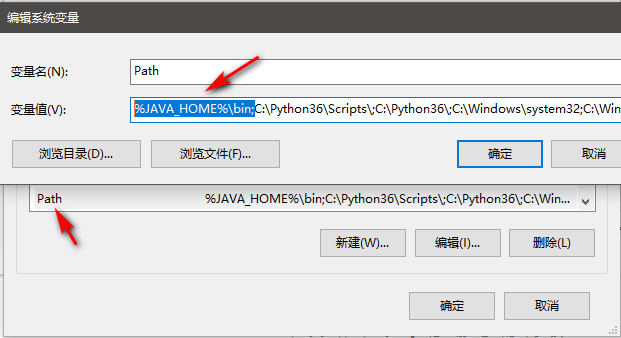 编辑系统变量
变量名(N):
Path
变量值(V):
%JAVA_HOME%\bin;C:\Python36\Scripts\;C:\Python36\;C:\Windows\system32;C:\Win
浏览目录(D)...
浏览文件(F)...
确定
取消
Path
%JAVA_HOME%\bin;C:\Python36\Scripts\;C:\Python36\;C:\Win...
新建(W)...
编辑(I)...
删除(L)
确定
取消